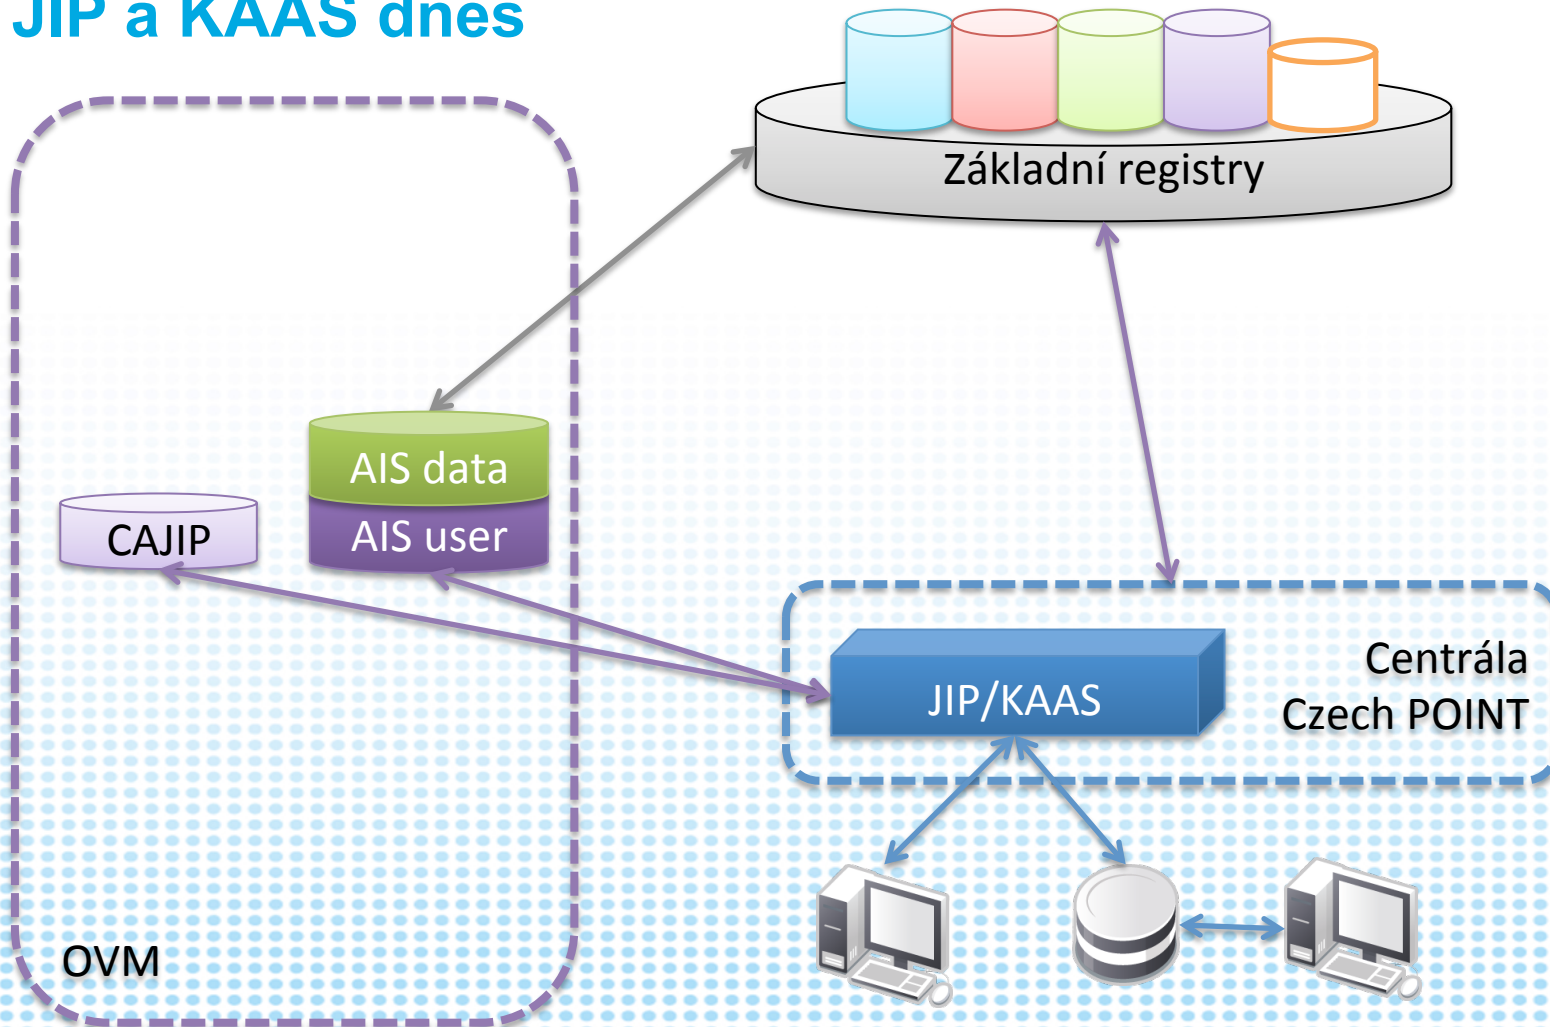 JIP a KAAS dnes
Základní registry
AIS data
CAJIP
AIS user
Centrála
JIP/KAAS
Czech POINT
OVM